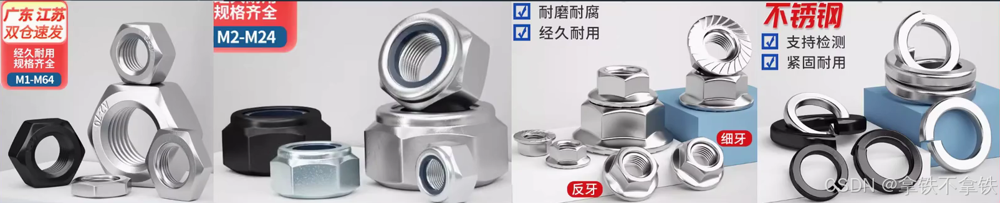 广东 江苏
双仓速发
经久耐用
规格齐全
M1-M64
规格齐全
M2-M24
耐磨耐腐
经久耐用
细牙
反牙
不锈钢
支持检测
紧固耐用
CSDN @拿铁不拿铁